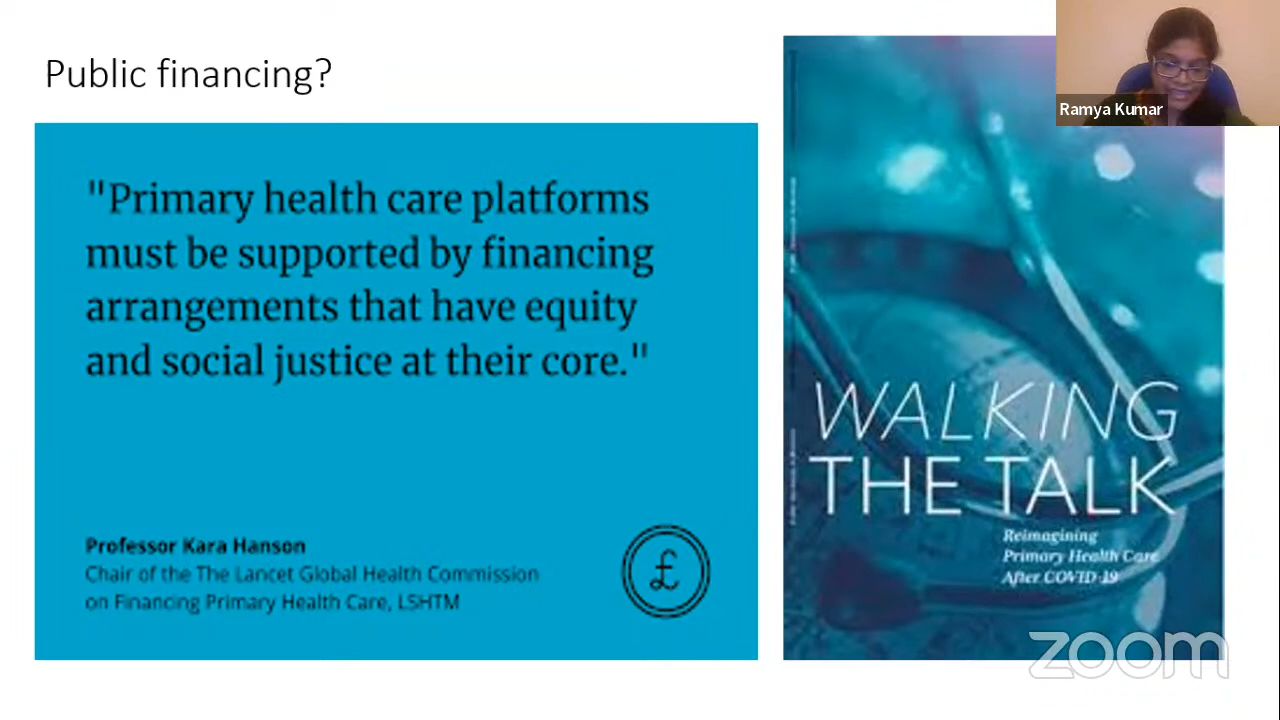 Public financing?
Ramya Kumar
"Primary health care platforms
must be supported by financing
arrangements that have equity
and social justice at their core."
Professor Kara Hanson
Chair of the The Lancet Global Health Commission
on Financing Primary Health Care, LSHTM
£
WALKING
THE TALK
Reimagining
Primary Health Care
After COVID-19
zoom